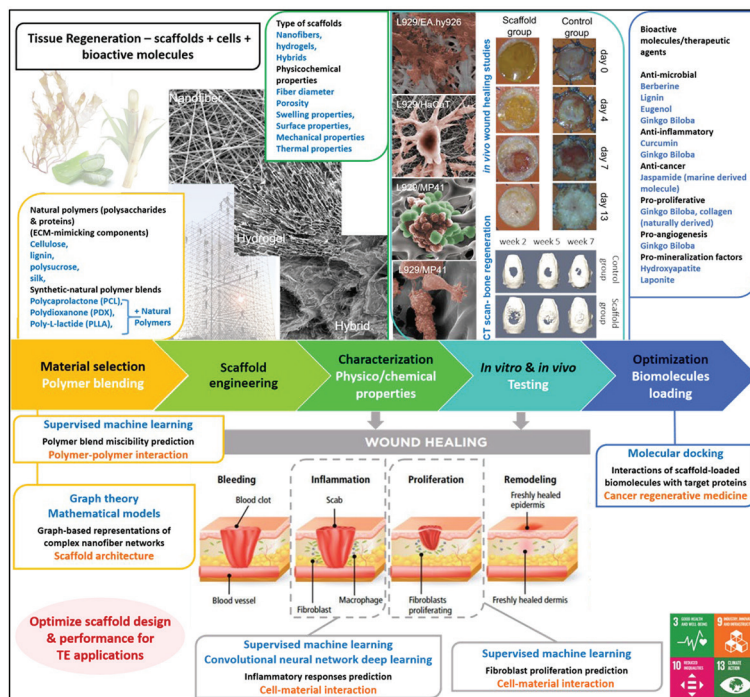 Tissue Regeneration – scaffolds + cells +
bioactive molecules
Nanofiber
Hydrogel
Hybrid
Natural polymers (polysaccharides
& proteins)
(ECM-mimicking components)
Cellulose,
lignin,
polysucrose,
silk,
Synthetic-natural polymer blends
Polycaprolactone (PCL),
Polydioxanone (PDX),
Poly-L-lactide (PLLA),
+ Natural
Polymers
Type of scaffolds
Nanofibers,
hydrogels,
Hybrids
Physicochemical
properties
Fiber diameter
Porosity
Swelling properties,
Surface properties,
Mechanical properties
Thermal properties
L929/EA.hy926
L929/HaCaT
L929/MP41
L929/MP41
in vivo wound healing studies
Scaffold
group
Control
group
day 0
day 4
day 7
day 13
CT scan- bone regeneration
week 2 week 5 week 7
Control
group
Scaffold
group
Bioactive
molecules/therapeutic
agents
Anti-microbial
Berberine
Lignin
Eugenol
Ginkgo Biloba
Anti-inflammatory
Curcumin
Ginkgo Biloba
Anti-cancer
Jaspamide (marine derived
molecule)
Pro-proliferative
Ginkgo Biloba, collagen
(naturally derived)
Pro-angiogenesis
Ginkgo Biloba
Pro-mineralization factors
Hydroxyapatite
Laponite
Material selection
Polymer blending
Scaffold
engineering
Characterization
Physico/chemical
properties
In vitro & in vivo
Testing
Optimization
Biomolecules
loading
Supervised machine learning
Polymer blend miscibility prediction
Polymer-polymer interaction
Graph theory
Mathematical models
Graph-based representations of
complex nanofiber networks
Scaffold architecture
Optimize scaffold design
& performance for
TE applications
WOUND HEALING
Bleeding
Blood clot
Blood vessel
Inflammation
Scab
Fibroblast
Macrophage
Proliferation
Fibroblasts
proliferating
Remodeling
Freshly healed
epidermis
Freshly healed dermis
Molecular docking
Interactions of scaffold-loaded
biomolecules with target proteins
Cancer regenerative medicine
Supervised machine learning
Convolutional neural network deep learning
Inflammatory responses prediction
Cell-material interaction
Supervised machine learning
Fibroblast proliferation prediction
Cell-material interaction
3 GOOD HEALTH
AND WELL-BEING
9
10 REDUCED
INEQUALITIES
13 CLIMATE
ACTION